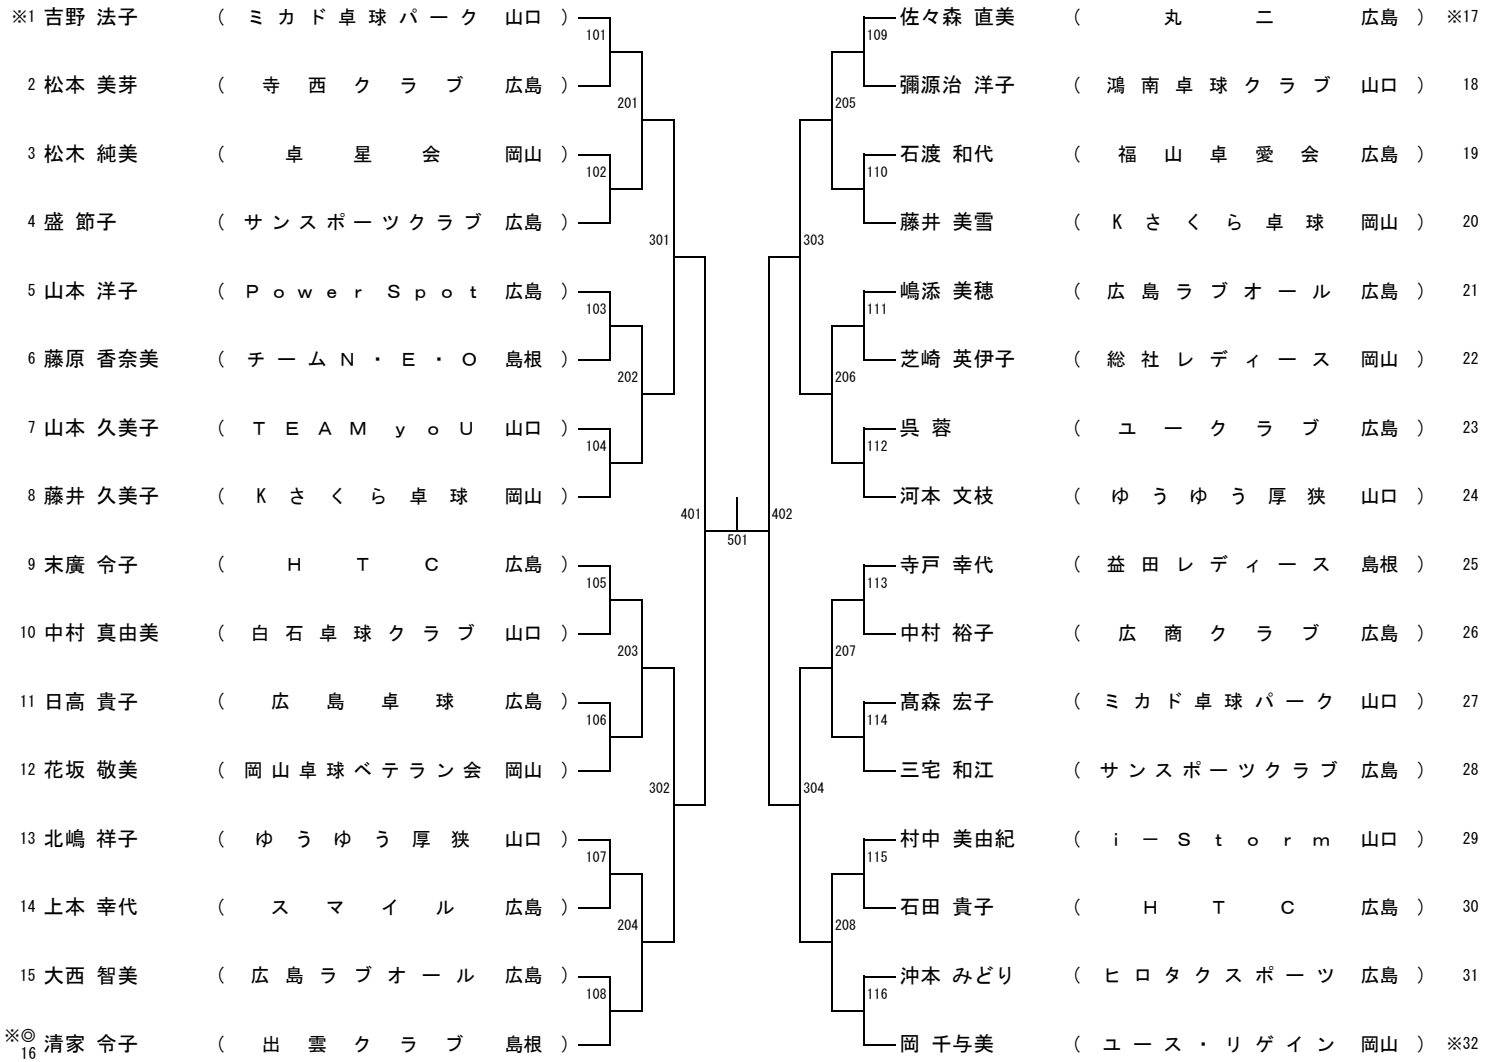 ※1 吉野 法子 （ ミカド卓球パーク 山口 ）
101
2 松本 美芽 （ 寺西クラブ 広島 ）
201
3 松木 純美 （ 卓星会 岡山 ）
102
4 盛 節子 （ サンスポーツクラブ 広島 ）
301
5 山本 洋子 （ ＰｏｗｅｒＳｐｏｔ 広島 ）
103
6 藤原 香奈美 （ チームＮ・Ｅ・Ｏ 島根 ）
202
7 山本 久美子 （ ＴＥＡＭｙｏＵ 山口 ）
104
8 藤井 久美子 （ Kさくら卓球 岡山 ）
401
9 末廣 令子 （ ＨＴＣ 広島 ）
105
10 中村 真由美 （ 白石卓球クラブ 山口 ）
203
11 日高 貴子 （ 広島卓球 広島 ）
106
12 花坂 敬美 （ 岡山卓球ベテラン会 岡山 ）
302
13 北嶋 祥子 （ ゆうゆう厚狭 山口 ）
107
14 上本 幸代 （ スマイル 広島 ）
204
15 大西 智美 （ 広島ラブオール 広島 ）
108
※◎
16 清家 令子 （ 出雲クラブ 島根 ）
501
佐々森 直美 （ 丸二 広島 ） ※17
109
彌源治 洋子 （ 鴻南卓球クラブ 山口 ） 18
205
石渡 和代 （ 福山卓愛会 広島 ） 19
110
藤井 美雪 （ Kさくら卓球 岡山 ） 20
303
嶋添 美穂 （ 広島ラブオール 広島 ） 21
111
芝崎 英伊子 （ 総社レディース 岡山 ） 22
206
呉 蓉 （ ユークラブ 広島 ） 23
112
河本 文枝 （ ゆうゆう厚狭 山口 ） 24
402
寺戸 幸代 （ 益田レディース 島根 ） 25
113
中村 裕子 （ 広商クラブ 広島 ） 26
207
髙森 宏子 （ ミカド卓球パーク 山口 ） 27
114
三宅 和江 （ サンスポーツクラブ 広島 ） 28
304
村中 美由紀 （ ｉ－Ｓｔｏｒｍ 山口 ） 29
115
石田 貴子 （ ＨＴＣ 広島 ） 30
208
沖本 みどり （ ヒロタクスポーツ 広島 ） 31
116
岡 千与美 （ ユース・リゲイン 岡山 ） ※32